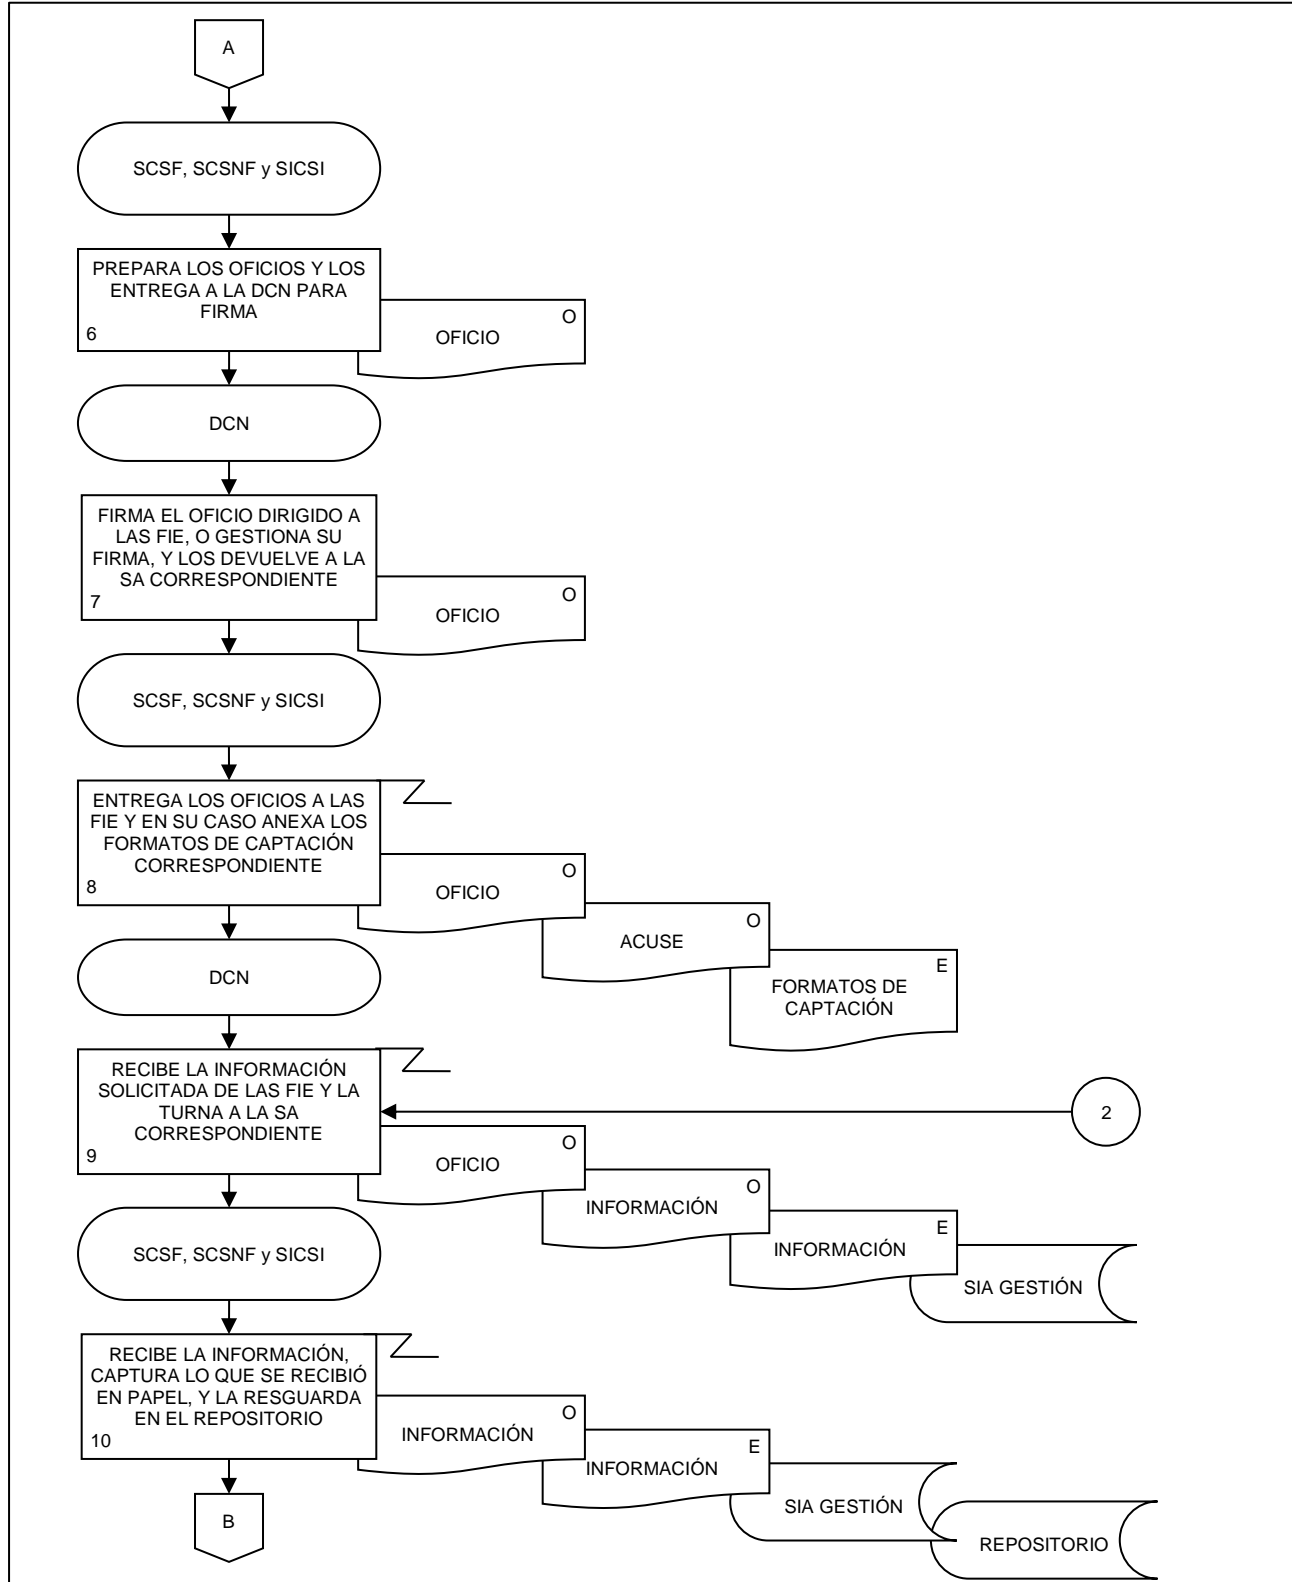 A
SCSF, SCSNF y SICSI
PREPARA LOS OFICIOS Y LOS
ENTREGA A LA DCN PARA
FIRMA
6
O
OFICIO
DCN
FIRMA EL OFICIO DIRIGIDO A
LAS FIE, O GESTIONA SU
FIRMA, Y LOS DEVUELVE A LA
SA CORRESPONDIENTE
7
O
OFICIO
SCSF, SCSNF y SICSI
ENTREGA LOS OFICIOS A LAS
FIE Y EN SU CASO ANEXA LOS
FORMATOS DE CAPTACIÓN
CORRESPONDIENTE
8
O
OFICIO
O
ACUSE
E
FORMATOS DE
CAPTACIÓN
DCN
RECIBE LA INFORMACIÓN
SOLICITADA DE LAS FIE Y LA
TURNA A LA SA
CORRESPONDIENTE
9
2
O
OFICIO
O
INFORMACIÓN
E
INFORMACIÓN
SIA GESTIÓN
SCSF, SCSNF y SICSI
RECIBE LA INFORMACIÓN,
CAPTURA LO QUE SE RECIBIÓ
EN PAPEL, Y LA RESGUARDA
EN EL REPOSITORIO
10
O
INFORMACIÓN
E
INFORMACIÓN
SIA GESTIÓN
REPOSITORIO
B